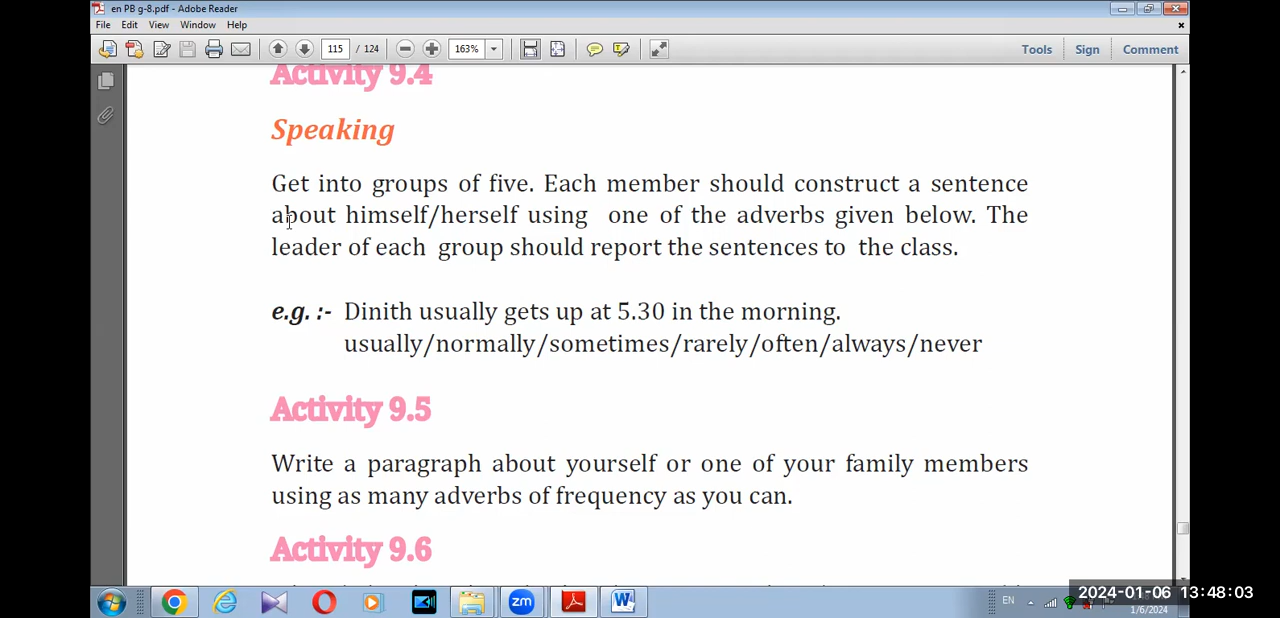 en PB g-8.pdf - Adobe Reader
File Edit View Window Help
115 / 124 163% Tools Sign Comment
Activity 9.4
Speaking
Get into groups of five. Each member should construct a sentence
about himself/herself using one of the adverbs given below. The
leader of each group should report the sentences to the class.
e.g. :- Dinith usually gets up at 5.30 in the morning.
usually/normally/sometimes/rarely/often/always/never
Activity 9.5
Write a paragraph about yourself or one of your family members
using as many adverbs of frequency as you can.
Activity 9.6
EN
2024-01-06 13:48:03
1/6/2024